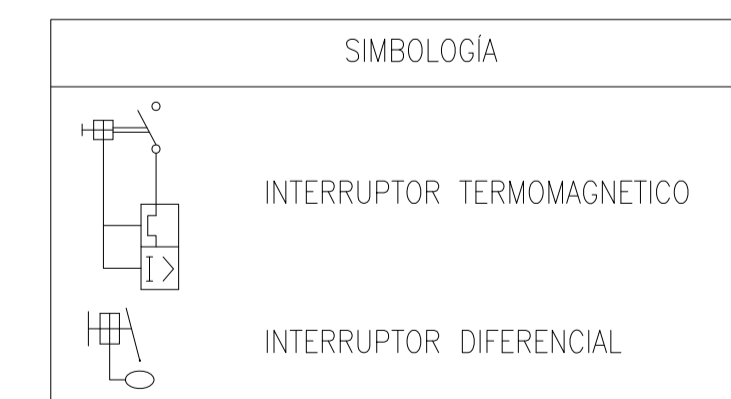 SIMBOLOGÍA
INTERRUPTOR TERMOMAGNETICO
I>
INTERRUPTOR DIFERENCIAL